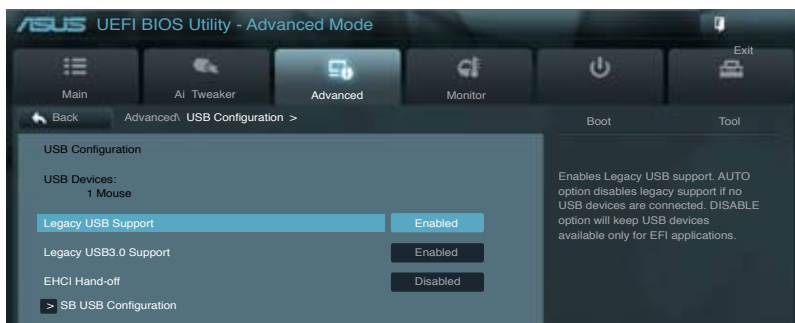 ASUS UEFI BIOS Utility - Advanced Mode
Exit
Main Ai Tweaker Advanced Monitor Boot Tool
Back Advanced\ USB Configuration >
USB Configuration
USB Devices:
1 Mouse
Legacy USB Support Enabled
Legacy USB3.0 Support Enabled
EHCI Hand-off Disabled
> SB USB Configuration
Enables Legacy USB support. AUTO
option disables legacy support if no
USB devices are connected. DISABLE
option will keep USB devices
available only for EFI applications.